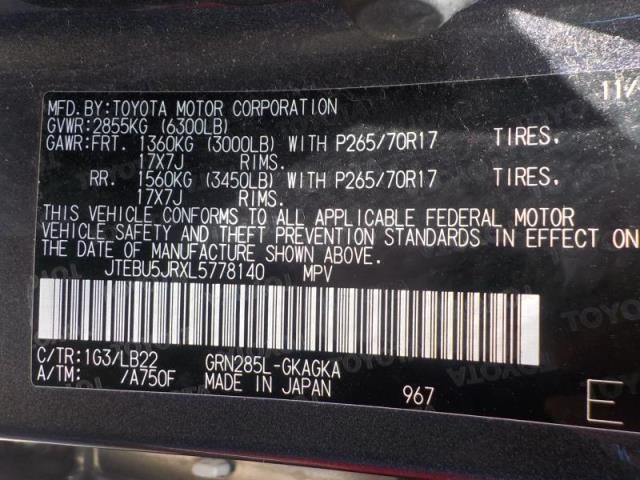 11/
MFD.BY:TOYOTA MOTOR CORPORATION
GVWR:2855KG (6300LB)
GAWR:FRT. 1360KG (3000LB) WITH P265/70R17 TIRES.
17X7J RIMS.
RR. 1560KG (3450LB) WITH P265/70R17 TIRES.
17X7J RIMS.
THIS VEHICLE CONFORMS TO ALL APPLICABLE FEDERAL MOTOR
VEHICLE SAFETY AND THEFT PREVENTION STANDARDS IN EFFECT ON
THE DATE OF MANUFACTURE SHOWN ABOVE.
JTEBU5JRXL5778140 MPV
C/TR:1G3/LB22 GRN285L-GKAGKA
A/TM: /A750F MADE IN JAPAN 967 E